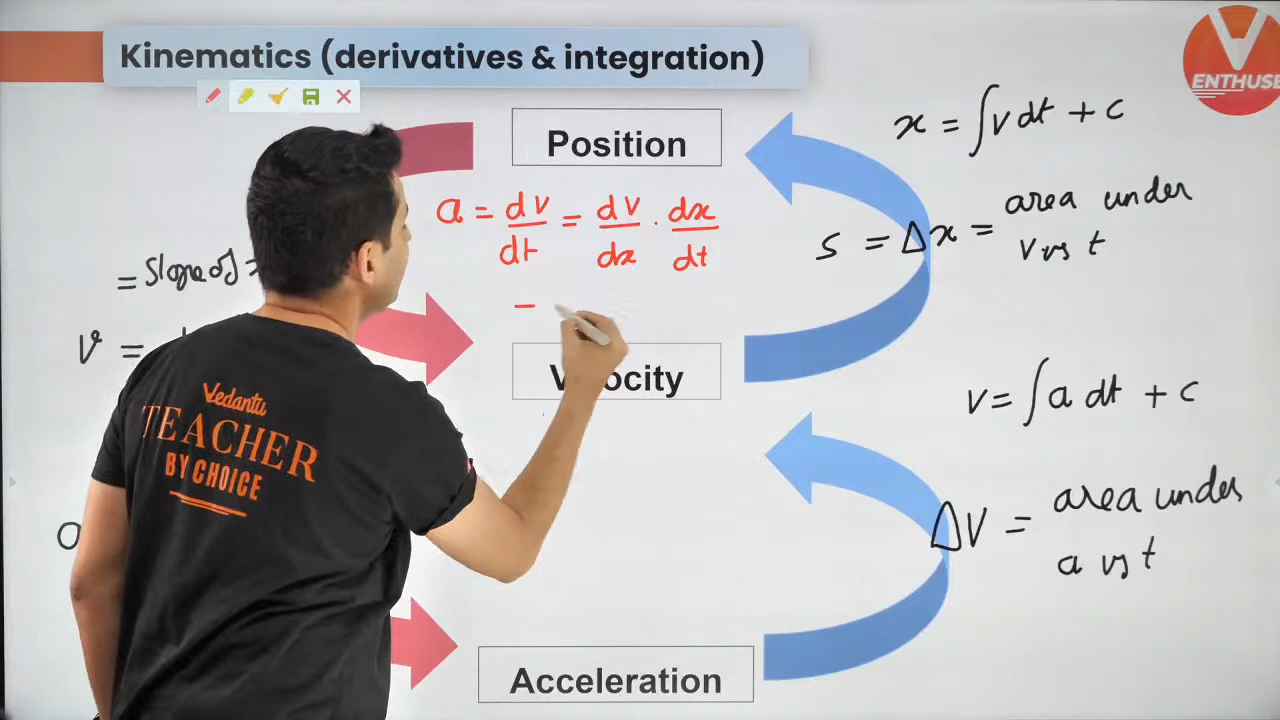 Kinematics (derivatives & integration)
ENTHUSE
Position
x = ∫v dt + c
a = dv/dt = dv/dx . dx/dt
s = Δx = area under
v vs t
= Slope of
=
v =
Velocity
v = ∫a dt + c
Vedantu
TEACHER
BY CHOICE
Δv = area under
a vs t
Acceleration